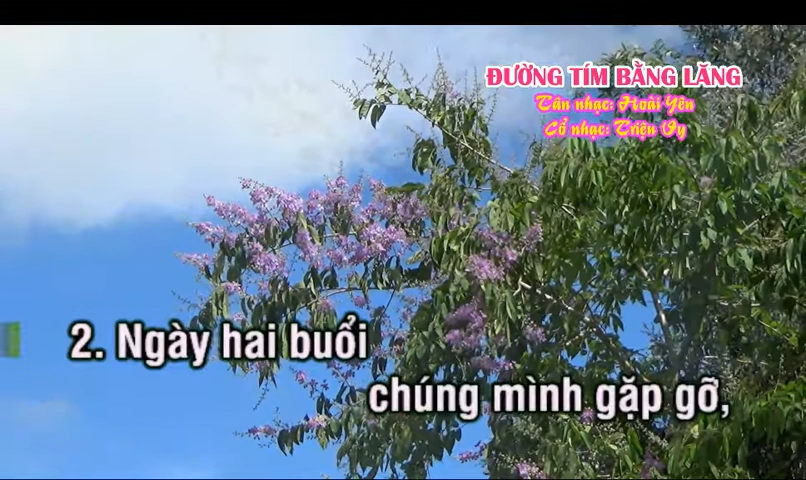 ĐƯỜNG TÍM BẰNG LĂNG
Tân nhạc: Hoài Yên
Cổ nhạc: Triệu Vy
2. Ngày hai buổi
chúng mình gặp gỡ,